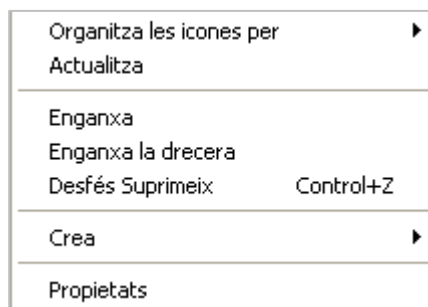 Organitza les icones per
Actualitza
Enganxa
Enganxa la drecera
Desfés Suprimeix Control+Z
Crea
Propietats